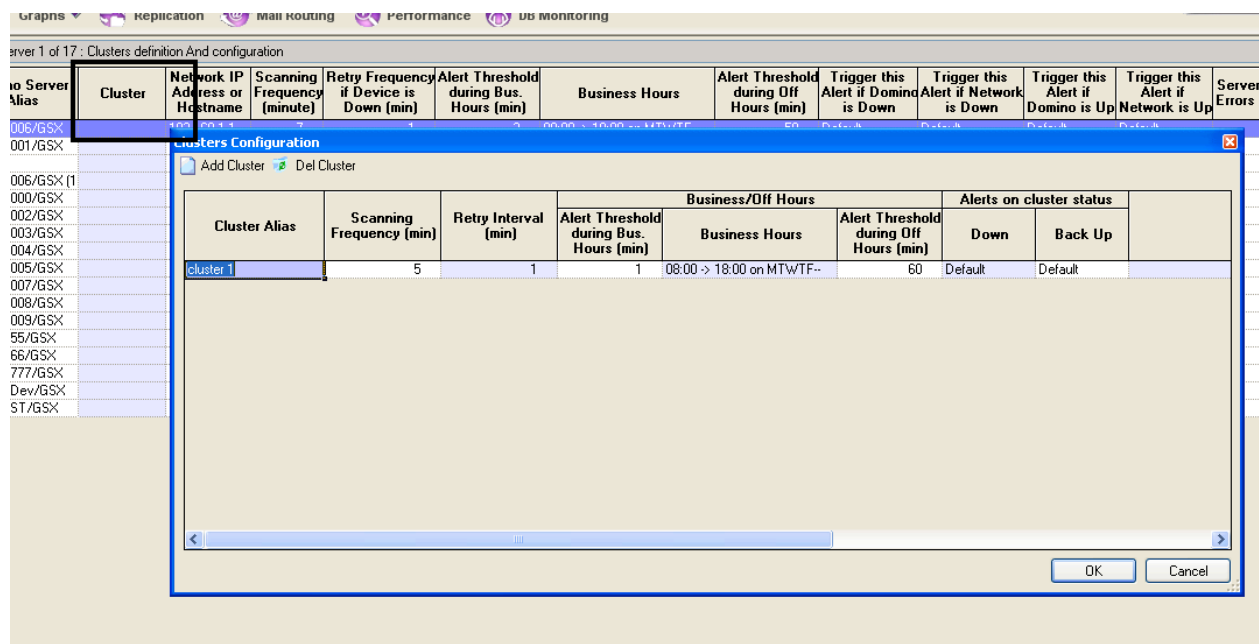 Graphs Replication Mail Routing Performance DB Monitoring
erver 1 of 17 : Clusters definition And configuration
no Server Alias
Cluster
Network IP Address or Hostname
Scanning Frequency (minute)
Retry Frequency if Device is Down (min)
Alert Threshold during Bus. Hours (min)
Business Hours
Alert Threshold during Off Hours (min)
Trigger this Alert if Domino is Down
Trigger this Alert if Network is Down
Trigger this Alert if Domino is Up
Trigger this Alert if Network is Up
Server Errors
006/GSX
001/GSX
006/GSX (1
000/GSX
002/GSX
003/GSX
004/GSX
005/GSX
007/GSX
008/GSX
009/GSX
55/GSX
66/GSX
777/GSX
Dev/GSX
ST/GSX
Clusters Configuration
Add Cluster Del Cluster
Business/Off Hours
Alerts on cluster status
Cluster Alias
Scanning Frequency (min)
Retry Interval (min)
Alert Threshold during Bus. Hours (min)
Business Hours
Alert Threshold during Off Hours (min)
Down
Back Up
cluster 1 5 1 1 08:00 -> 18:00 on MTWTF-- 60 Default Default
OK Cancel